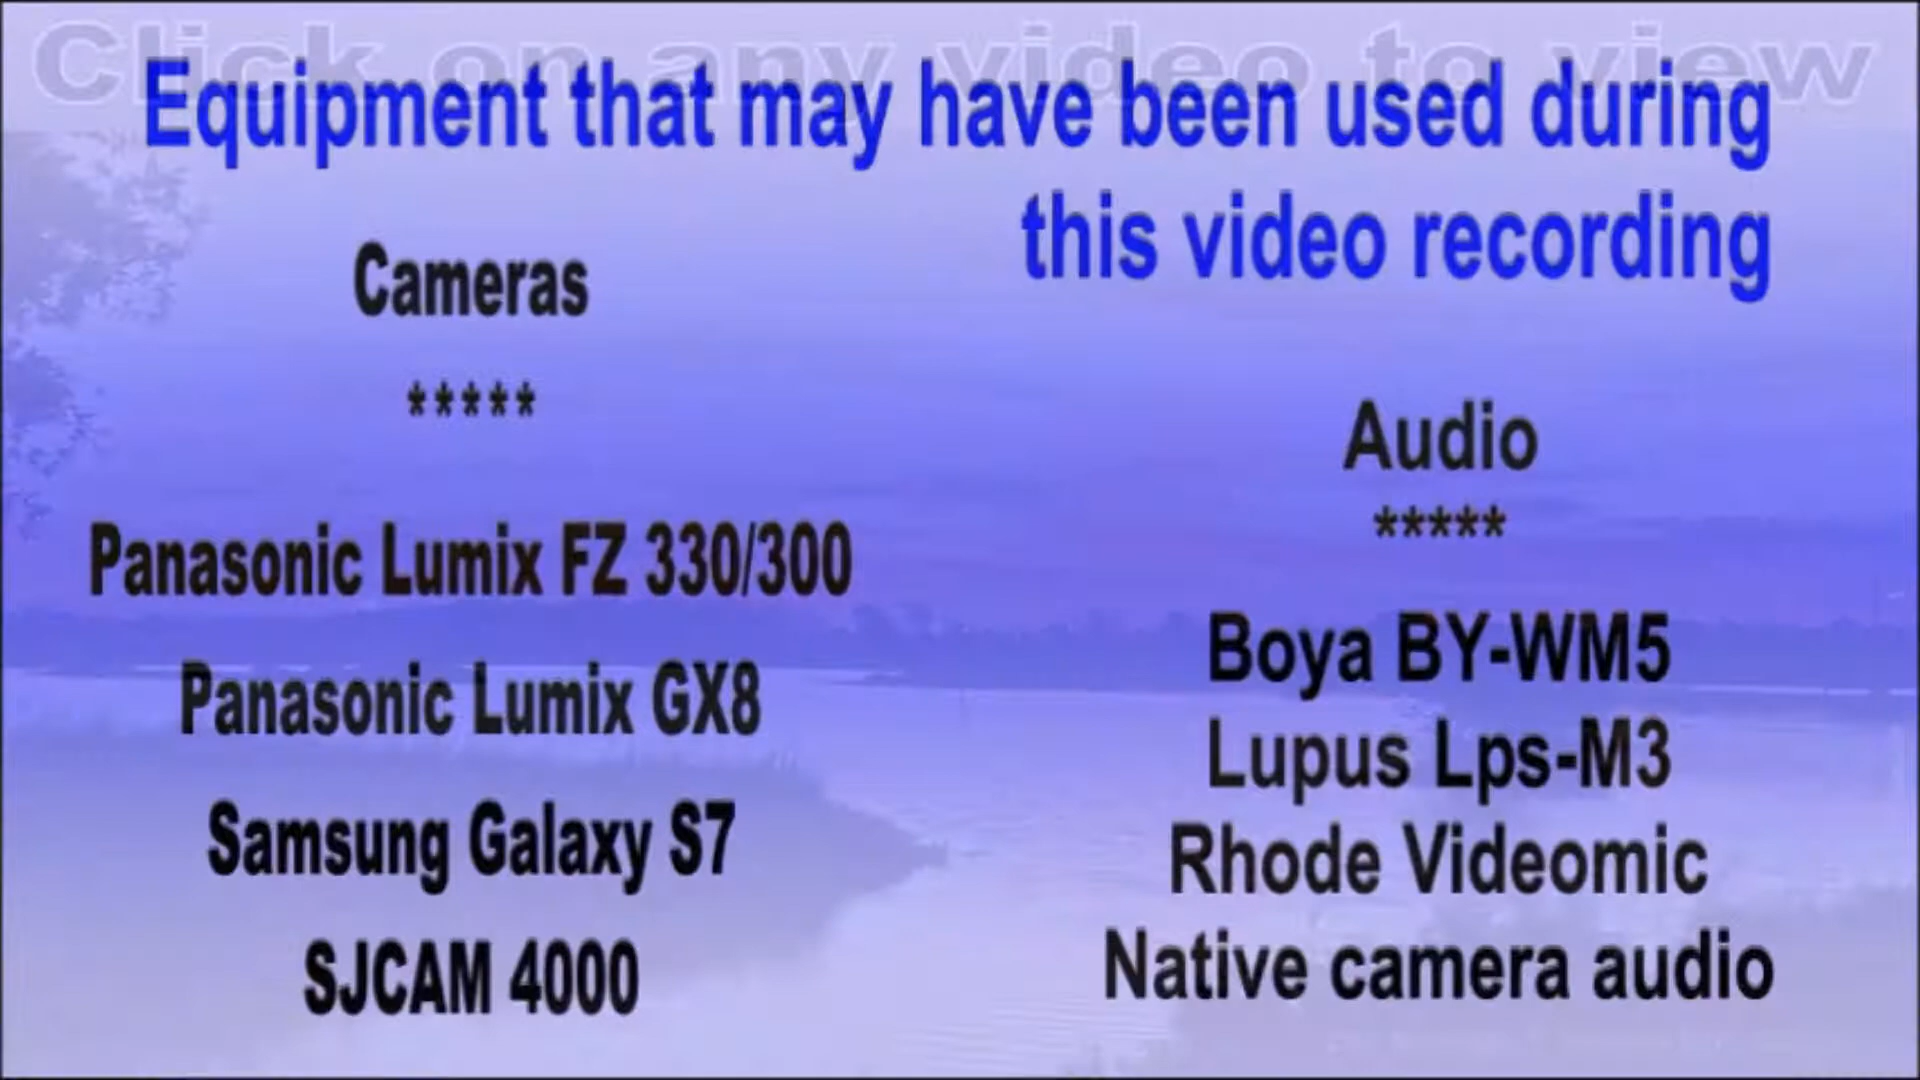 Click on any video to view
Equipment that may have been used during
this video recording
Cameras
*****
Panasonic Lumix FZ 330/300
Panasonic Lumix GX8
Samsung Galaxy S7
SJCAM 4000
Audio
*****
Boya BY-WM5
Lupus Lps-M3
Rhode Videomic
Native camera audio